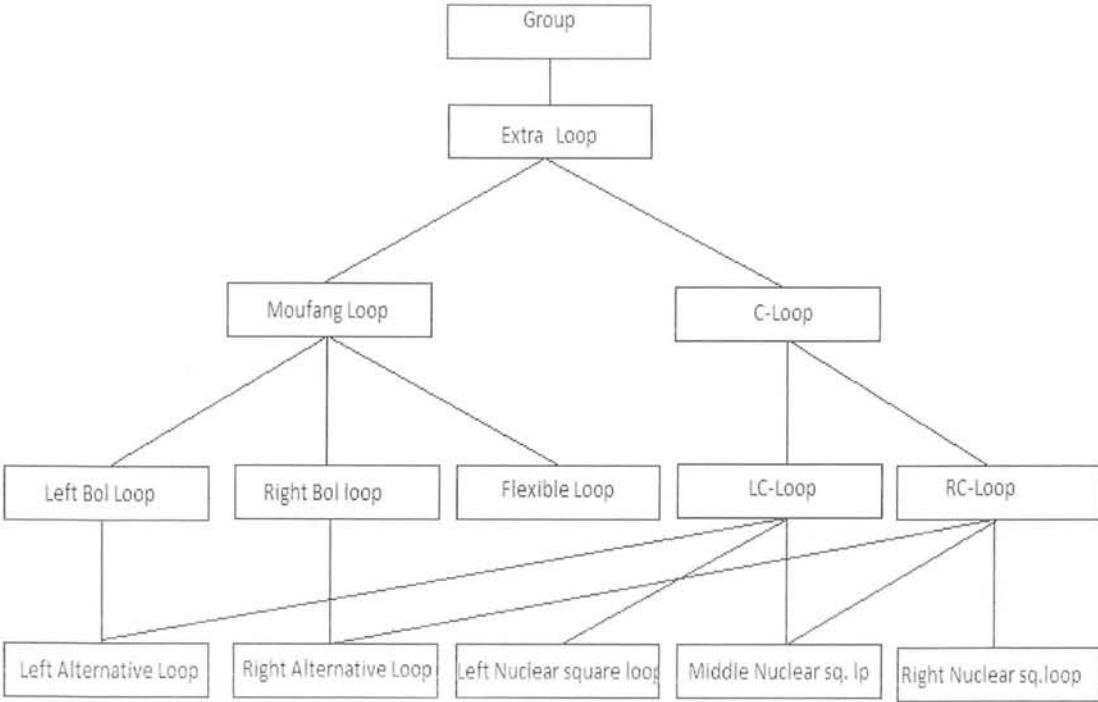 Group
Extra Loop
Moufang Loop
C-Loop
Left Bol Loop
Right Bol loop
Flexible Loop
LC-Loop
RC-Loop
Left Alternative Loop
Right Alternative Loop
Left Nuclear square loop
Middle Nuclear sq. lp
Right Nuclear sq.loop